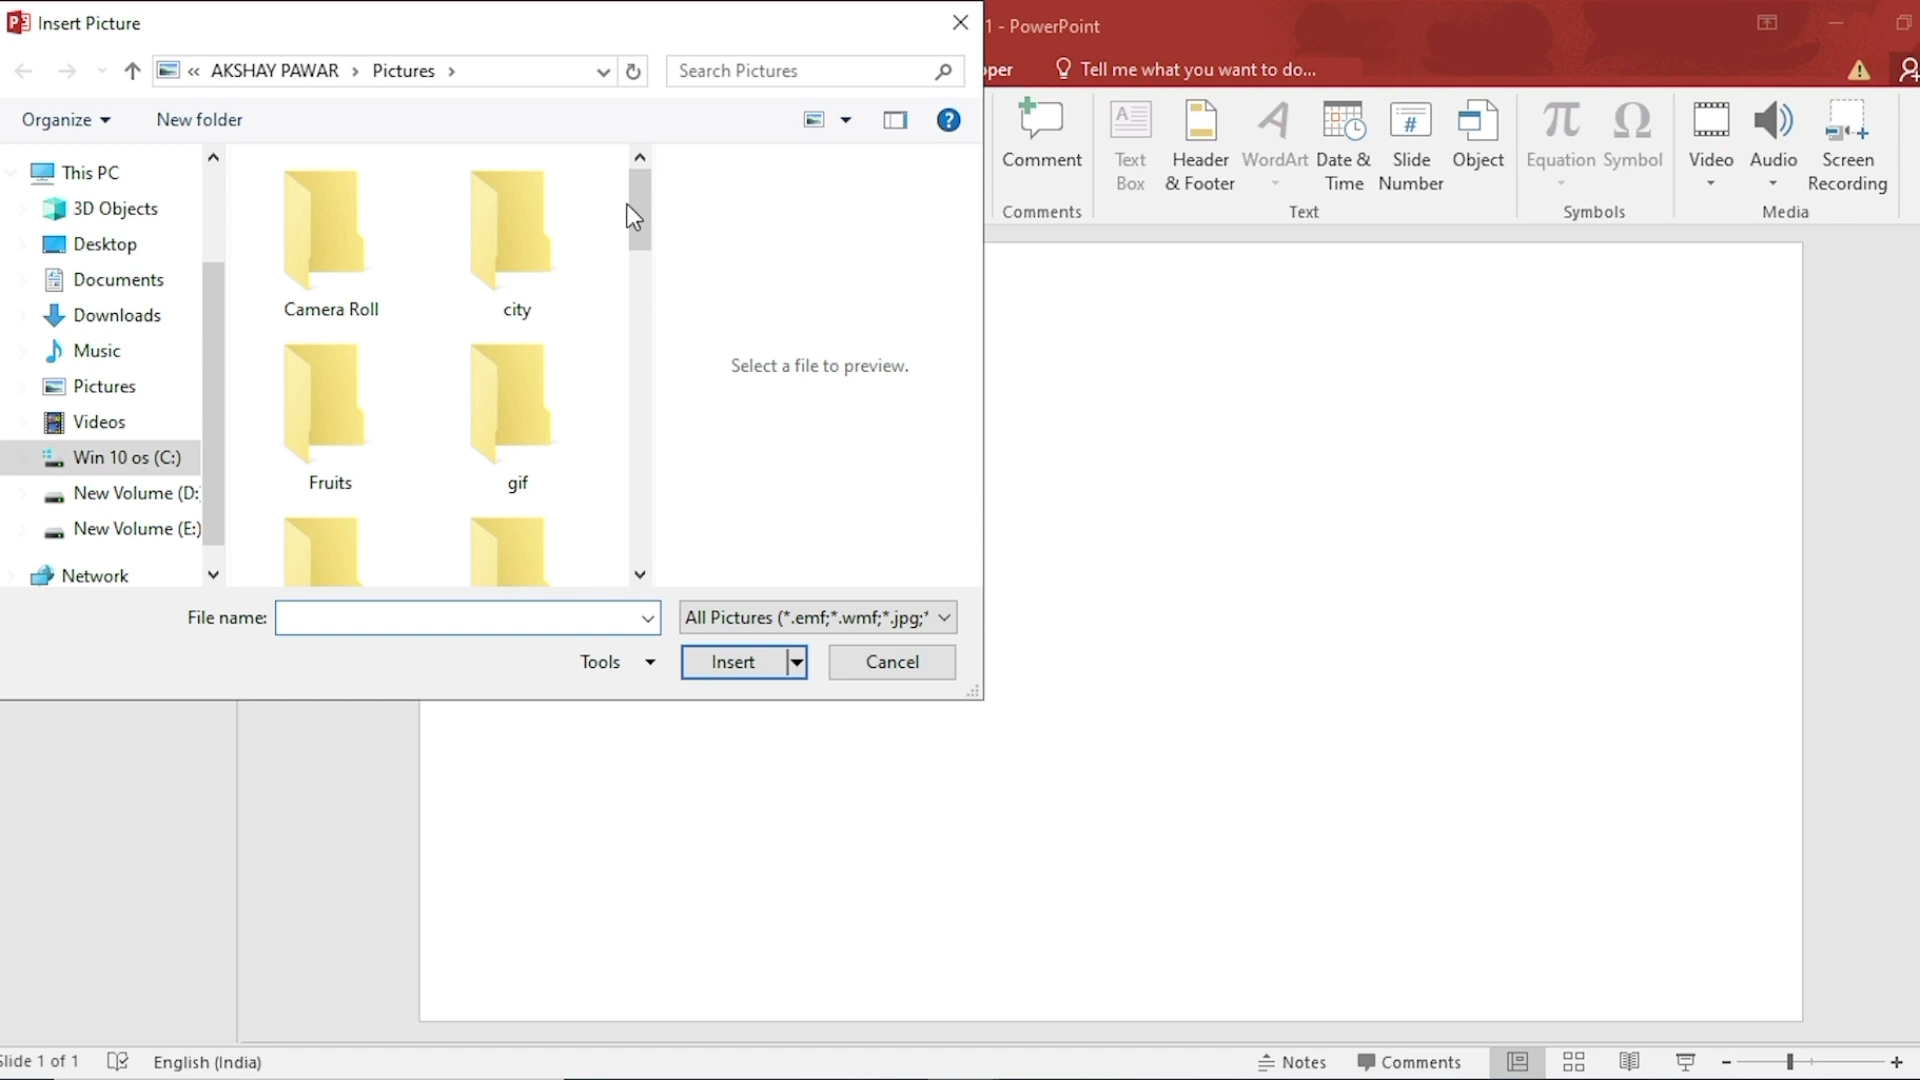 Insert Picture
1 - PowerPoint
« AKSHAY PAWAR > Pictures >
Search Pictures
per
Tell me what you want to do...
Organize
New folder
This PC
3D Objects
Desktop
Documents
Downloads
Music
Pictures
Videos
Win 10 os (C:)
New Volume (D:
New Volume (E:)
Network
Camera Roll
city
Fruits
gif
Select a file to preview.
File name:
All Pictures (*.emf;*.wmf;*.jpg;*
Tools
Insert
Cancel
Comment
Text
Box
Header
& Footer
WordArt
Date &
Time
Slide
Number
Object
Equation
Symbol
Video
Audio
Screen
Recording
Comments
Text
Symbols
Media
Slide 1 of 1
English (India)
Notes
Comments